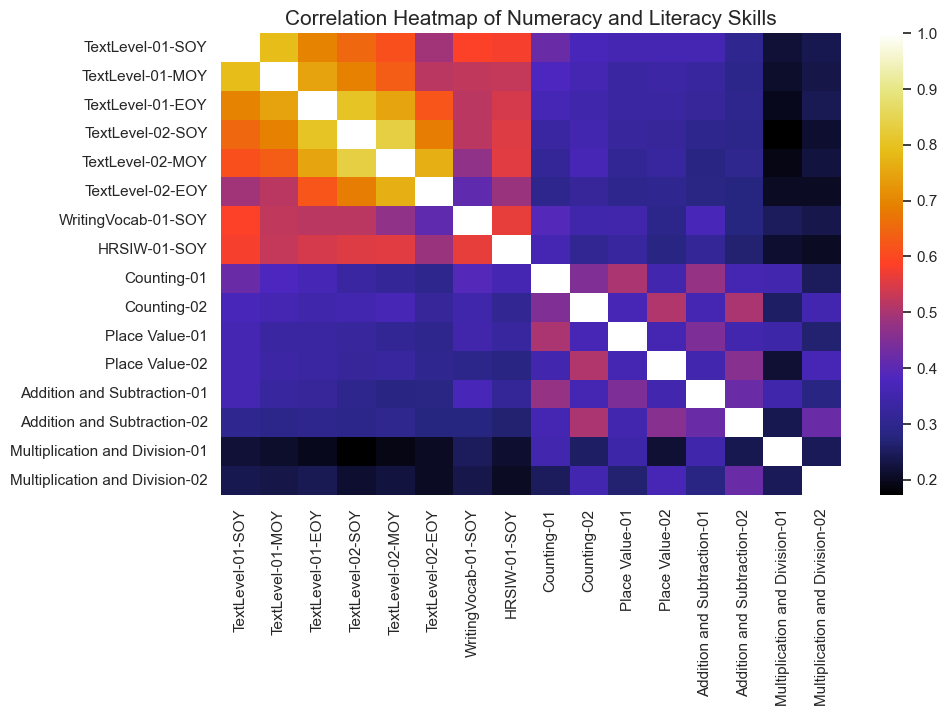 Correlation Heatmap of Numeracy and Literacy Skills
TextLevel-01-SOY
TextLevel-01-MOY
TextLevel-01-EOY
TextLevel-02-SOY
TextLevel-02-MOY
TextLevel-02-EOY
WritingVocab-01-SOY
HRSIW-01-SOY
Counting-01
Counting-02
Place Value-01
Place Value-02
Addition and Subtraction-01
Addition and Subtraction-02
Multiplication and Division-01
Multiplication and Division-02
TextLevel-01-SOY
TextLevel-01-MOY
TextLevel-01-EOY
TextLevel-02-SOY
TextLevel-02-MOY
TextLevel-02-EOY
WritingVocab-01-SOY
HRSIW-01-SOY
Counting-01
Counting-02
Place Value-01
Place Value-02
Addition and Subtraction-01
Addition and Subtraction-02
Multiplication and Division-01
Multiplication and Division-02
1.0
0.9
0.8
0.7
0.6
0.5
0.4
0.3
0.2